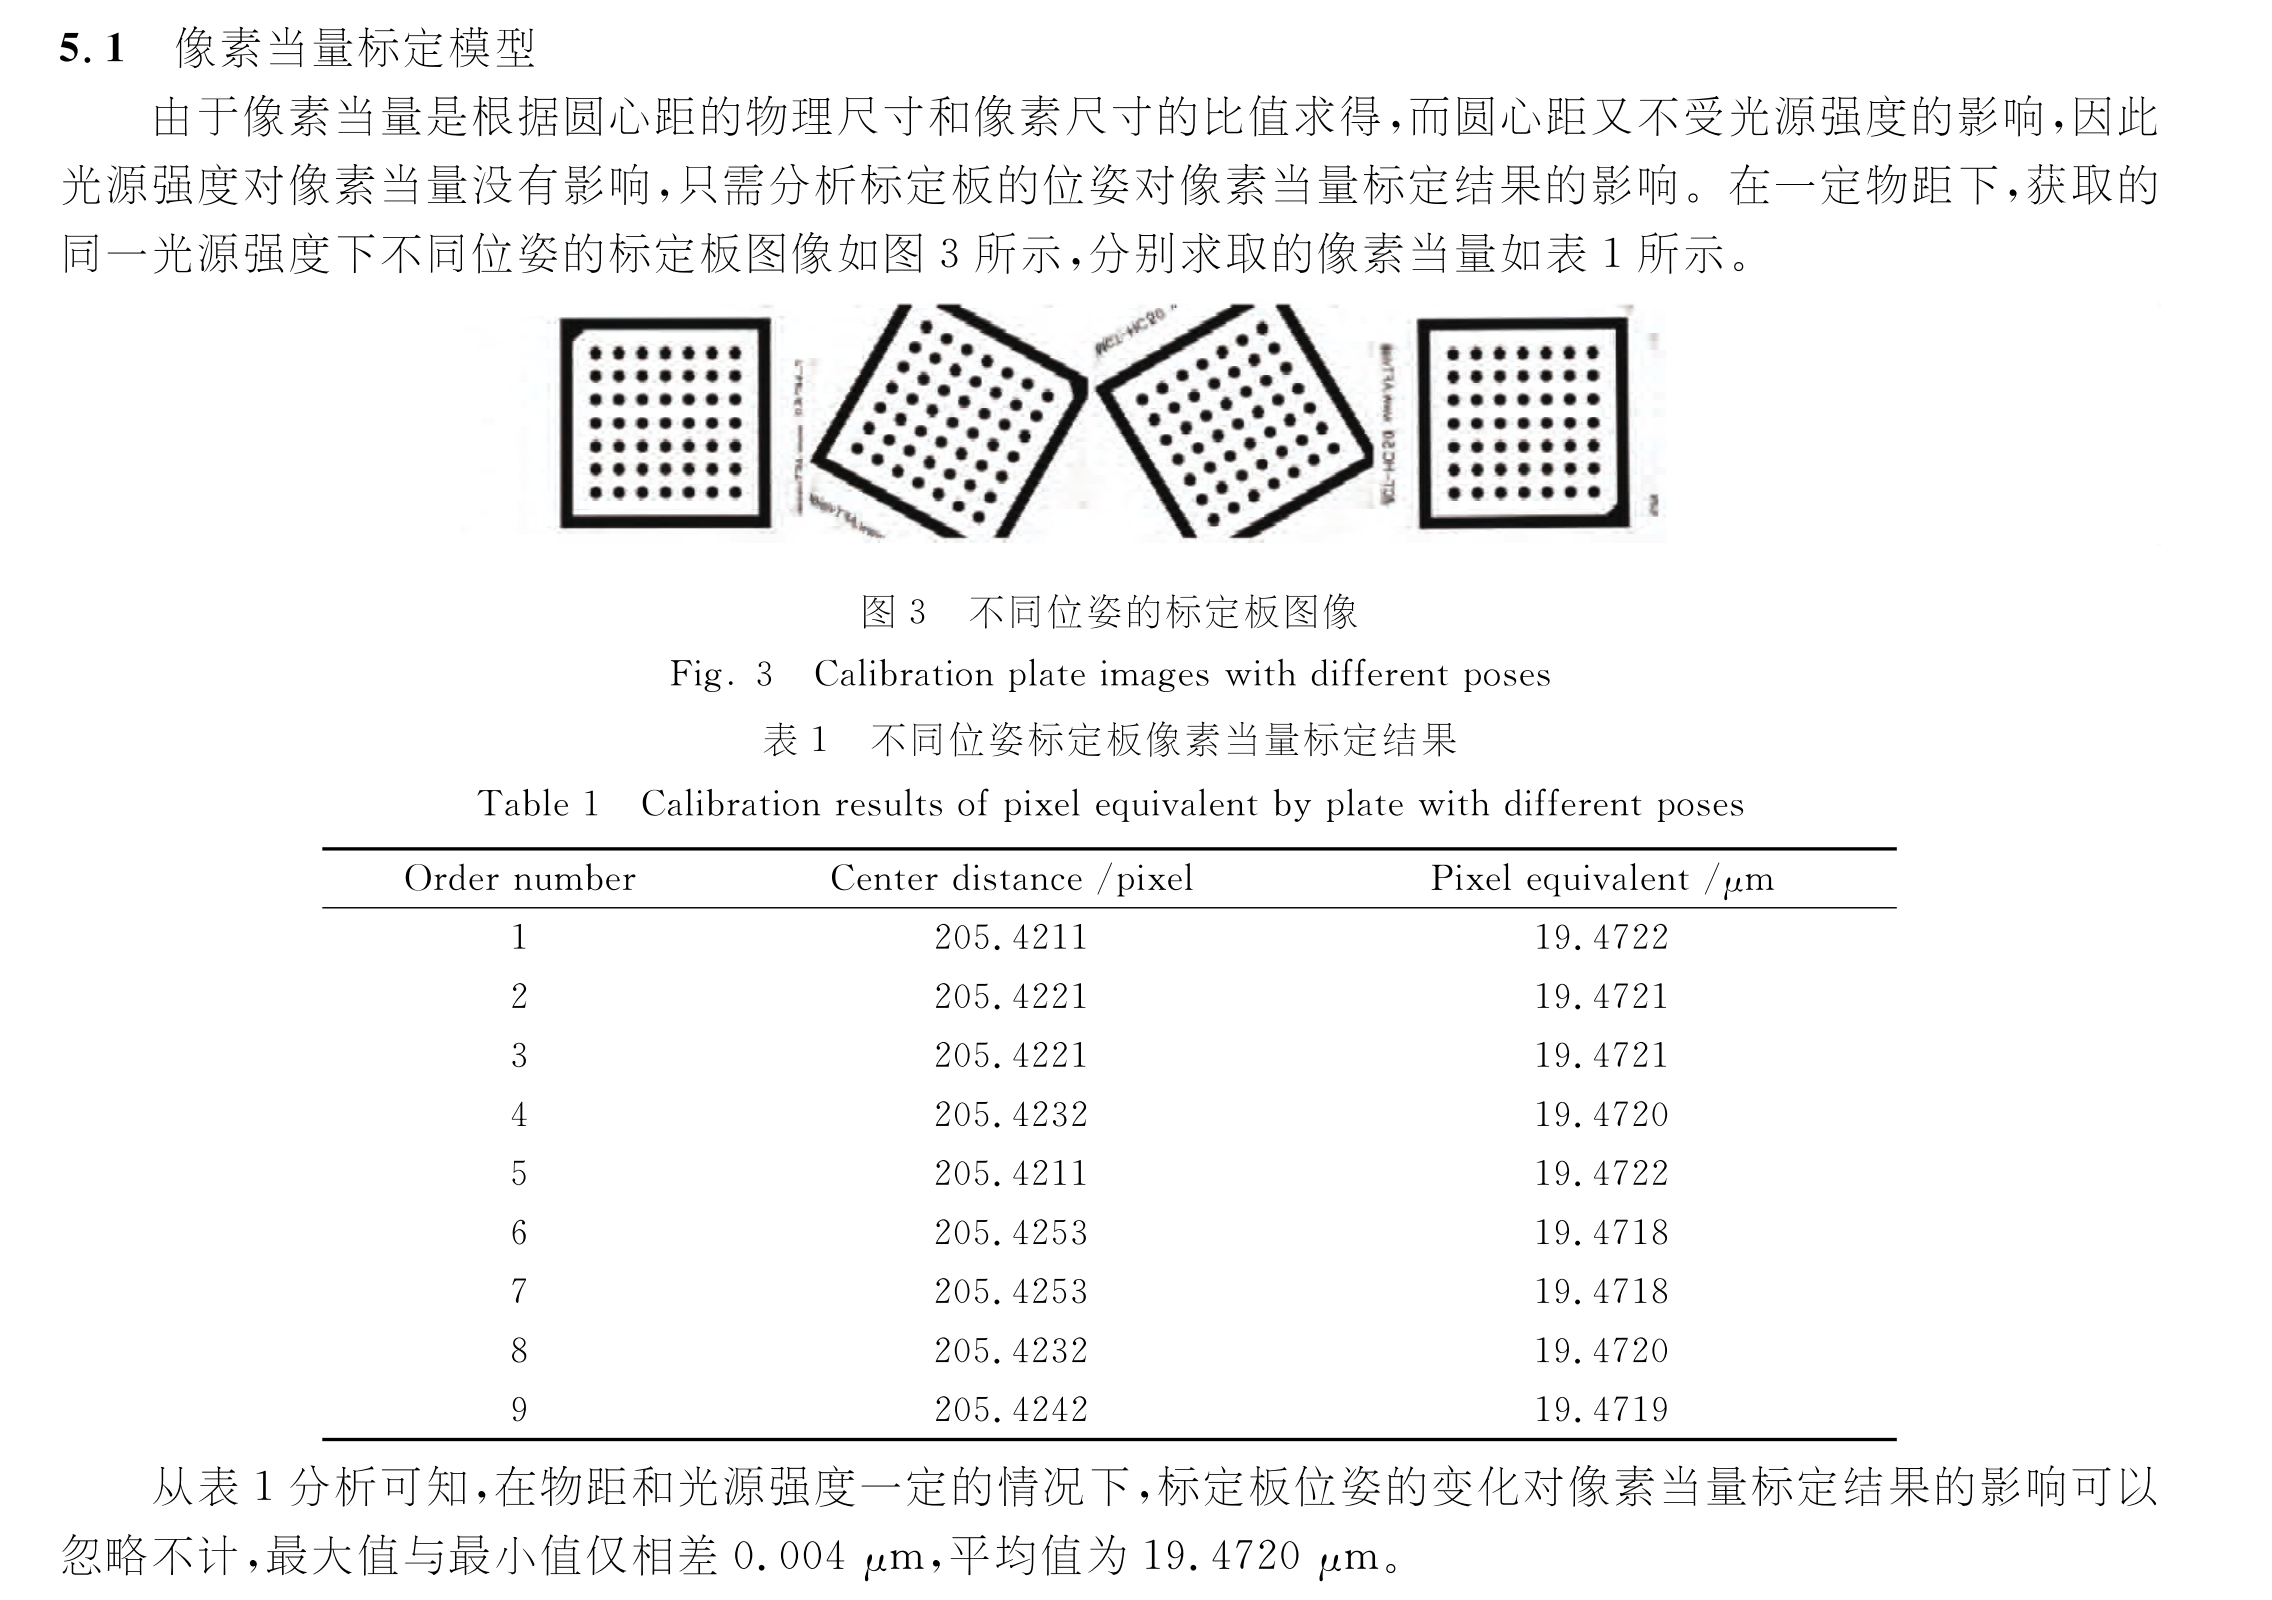 5.1 像素当量标定模型
由于像素当量是根据圆心距的物理尺寸和像素尺寸的比值求得,而圆心距又不受光源强度的影响,因此
光源强度对像素当量没有影响,只需分析标定板的位姿对像素当量标定结果的影响。在一定物距下,获取的
同一光源强度下不同位姿的标定板图像如图 3 所示,分别求取的像素当量如表 1 所示。
图 3 不同位姿的标定板图像
Fig. 3 Calibration plate images with different poses
表 1 不同位姿标定板像素当量标定结果
Table 1 Calibration results of pixel equivalent by plate with different poses
Order number Center distance /pixel Pixel equivalent /μm
1 205.4211 19.4722
2 205.4221 19.4721
3 205.4221 19.4721
4 205.4232 19.4720
5 205.4211 19.4722
6 205.4253 19.4718
7 205.4253 19.4718
8 205.4232 19.4720
9 205.4242 19.4719
从表 1 分析可知,在物距和光源强度一定的情况下,标定板位姿的变化对像素当量标定结果的影响可以
忽略不计,最大值与最小值仅相差 0.004 μm,平均值为 19.4720 μm。